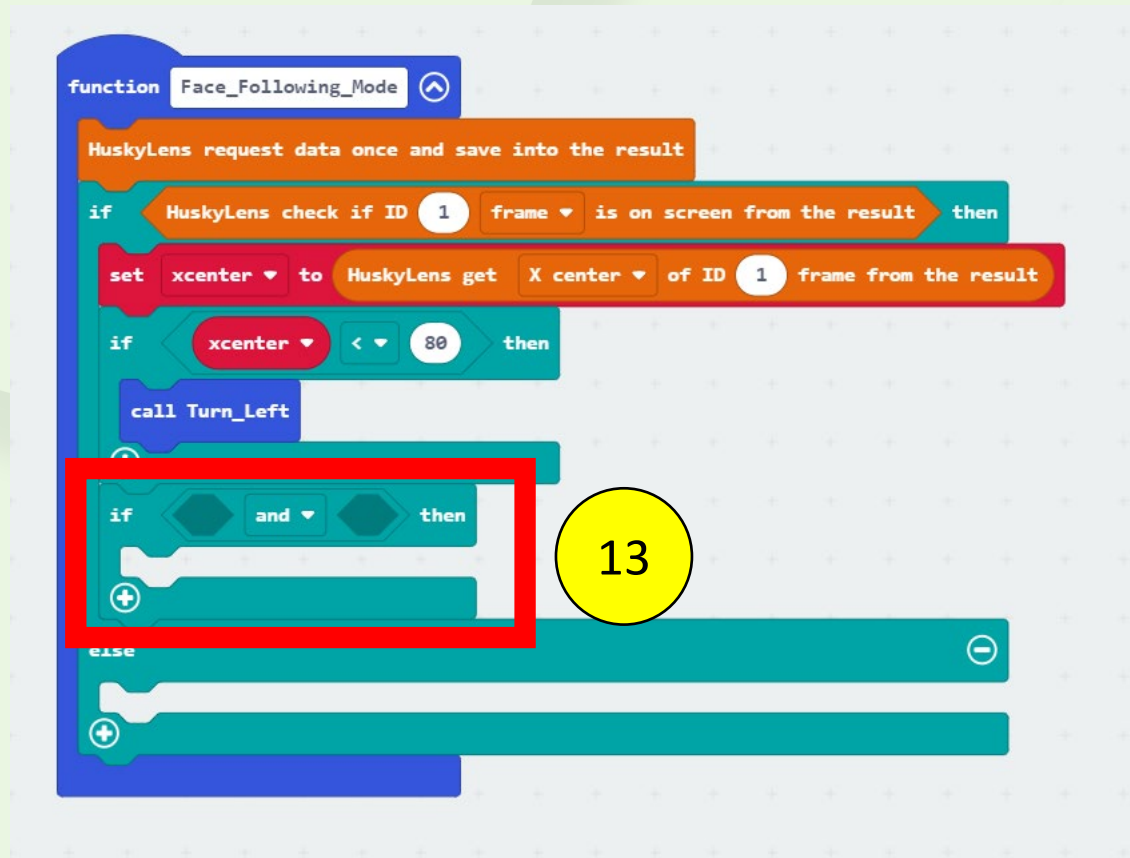 function Face_Following_Mode
HuskyLens request data once and save into the result
if HuskyLens check if ID 1 frame is on screen from the result then
set xcenter to HuskyLens get X center of ID 1 frame from the result
if xcenter < 80 then
call Turn_Left
if and then
13
else